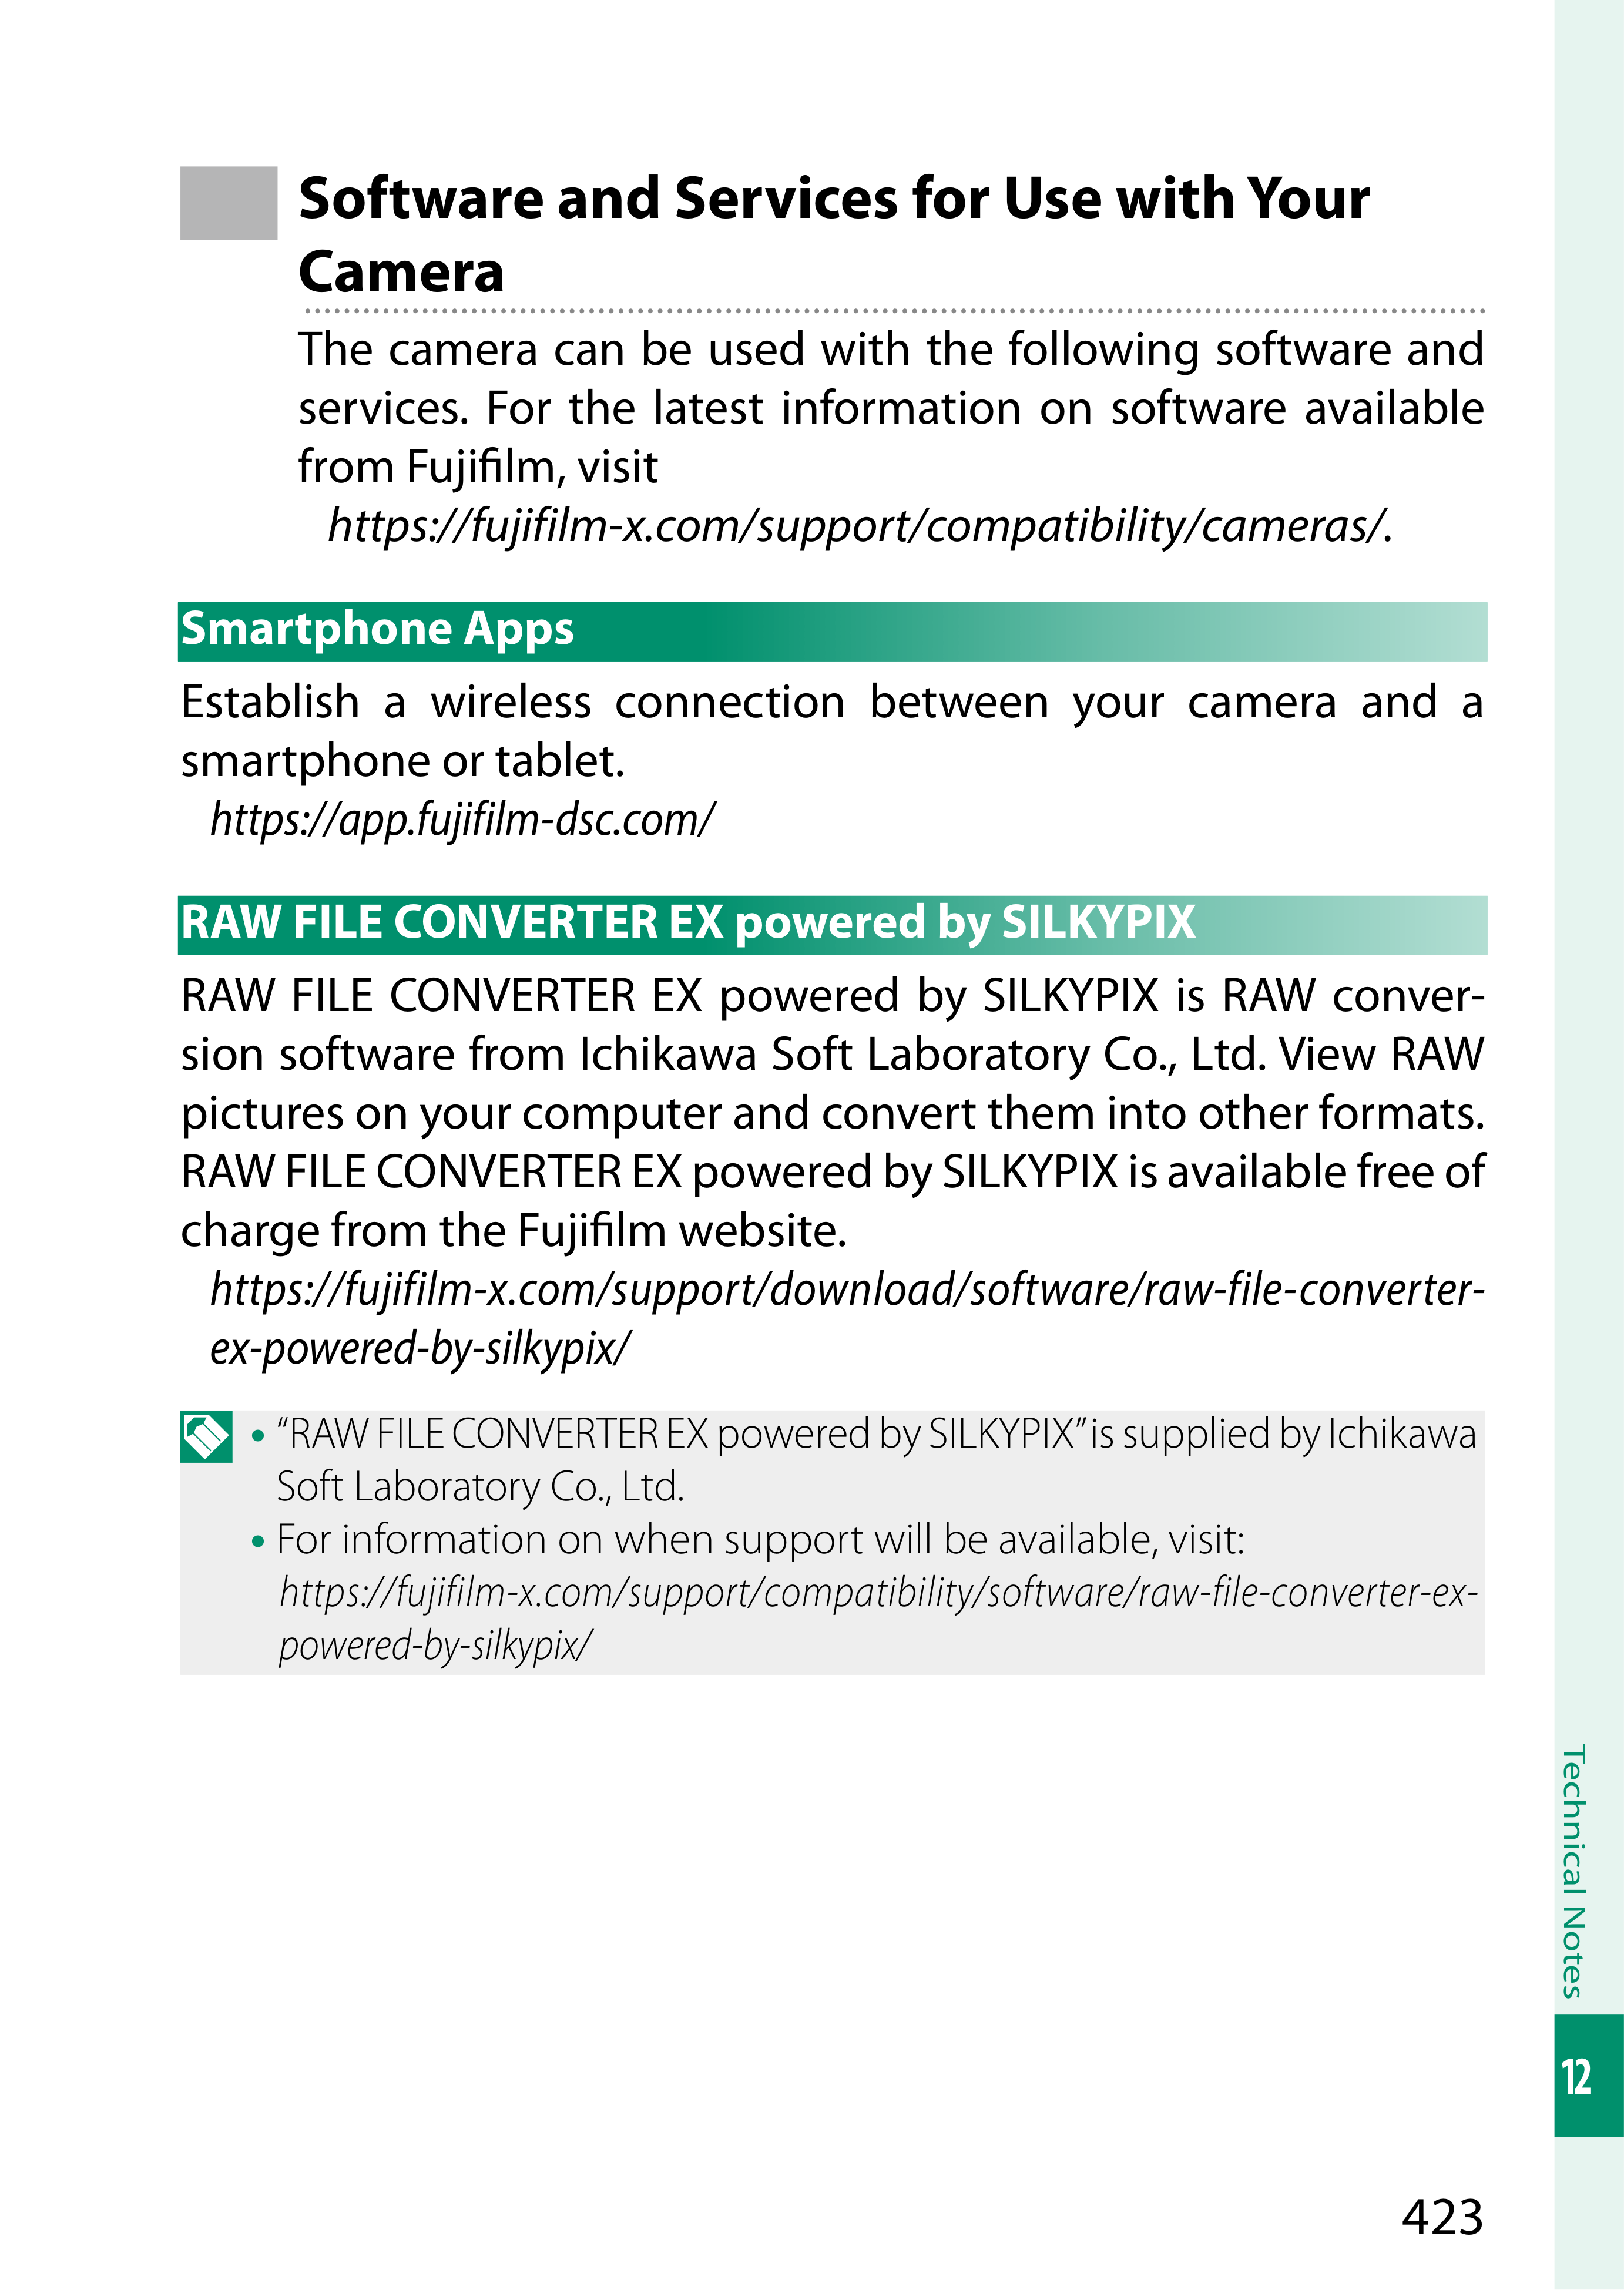 Software and Services for Use with Your
Camera
The camera can be used with the following software and
services. For the latest information on software available
from Fujifilm, visit
https://fujifilm-x.com/support/compatibility/cameras/.
Smartphone Apps
Establish a wireless connection between your camera and a
smartphone or tablet.
https://app.fujifilm-dsc.com/
RAW FILE CONVERTER EX powered by SILKYPIX
RAW FILE CONVERTER EX powered by SILKYPIX is RAW conver-
sion software from Ichikawa Soft Laboratory Co., Ltd. View RAW
pictures on your computer and convert them into other formats.
RAW FILE CONVERTER EX powered by SILKYPIX is available free of
charge from the Fujifilm website.
https://fujifilm-x.com/support/download/software/raw-file-converter-
ex-powered-by-silkypix/
• “RAW FILE CONVERTER EX powered by SILKYPIX” is supplied by Ichikawa
Soft Laboratory Co., Ltd.
• For information on when support will be available, visit:
https://fujifilm-x.com/support/compatibility/software/raw-file-converter-ex-
powered-by-silkypix/
Technical Notes
12
423